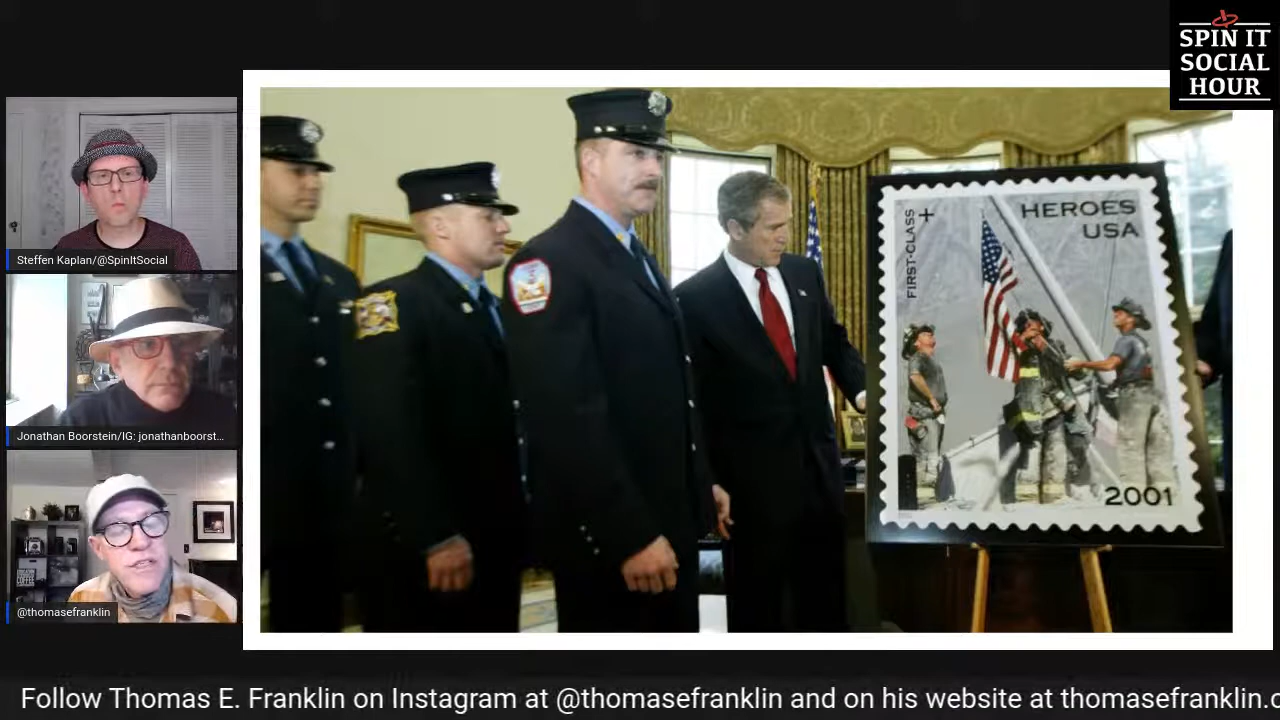 SPIN IT
SOCIAL
HOUR
Steffen Kaplan/@SpinItSocial
Jonathan Boorstein/IG: jonathanboorst...
@thomasefranklin
FIRST-CLASS+
HEROES
USA
2001
Follow Thomas E. Franklin on Instagram at @thomasefranklin and on his website at thomasefranklin.c